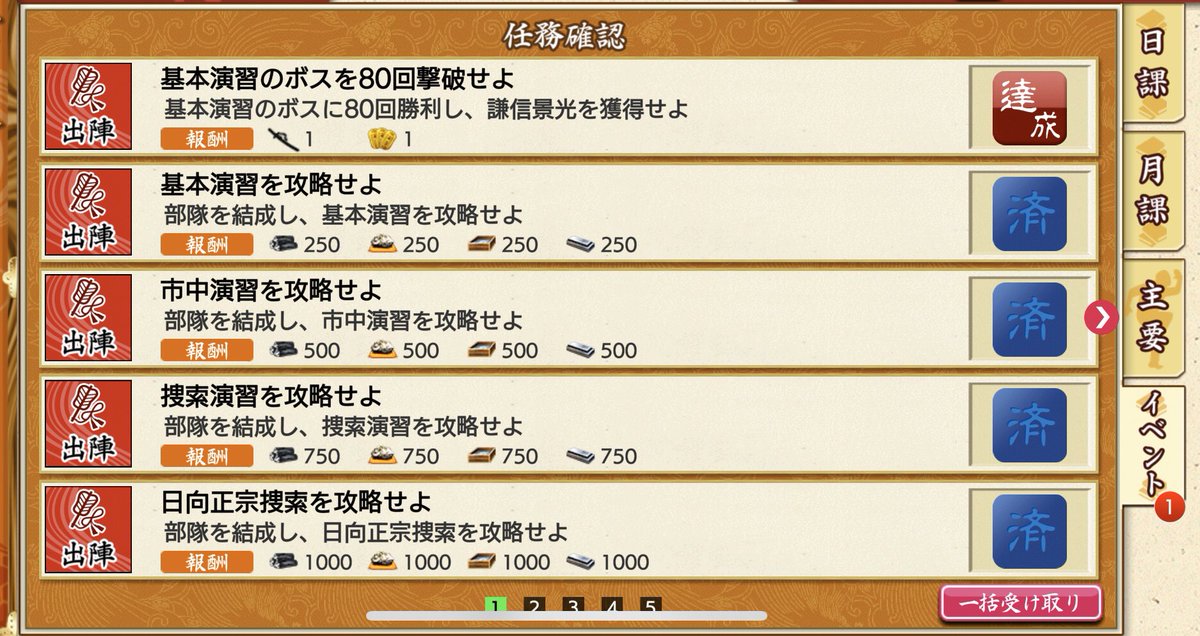 任務確認
出陣
基本演習のボスを80回撃破せよ
基本演習のボスに80回勝利し、謙信景光を獲得せよ
報酬 1 1
達成
出陣
基本演習を攻略せよ
部隊を結成し、基本演習を攻略せよ
報酬 250 250 250 250
済
出陣
市中演習を攻略せよ
部隊を結成し、市中演習を攻略せよ
報酬 500 500 500 500
済
出陣
捜索演習を攻略せよ
部隊を結成し、捜索演習を攻略せよ
報酬 750 750 750 750
済
出陣
日向正宗捜索を攻略せよ
部隊を結成し、日向正宗捜索を攻略せよ
報酬 1000 1000 1000 1000
済
1 2 3 4 5
一括受け取り
日課
月課
主要
イベント
1